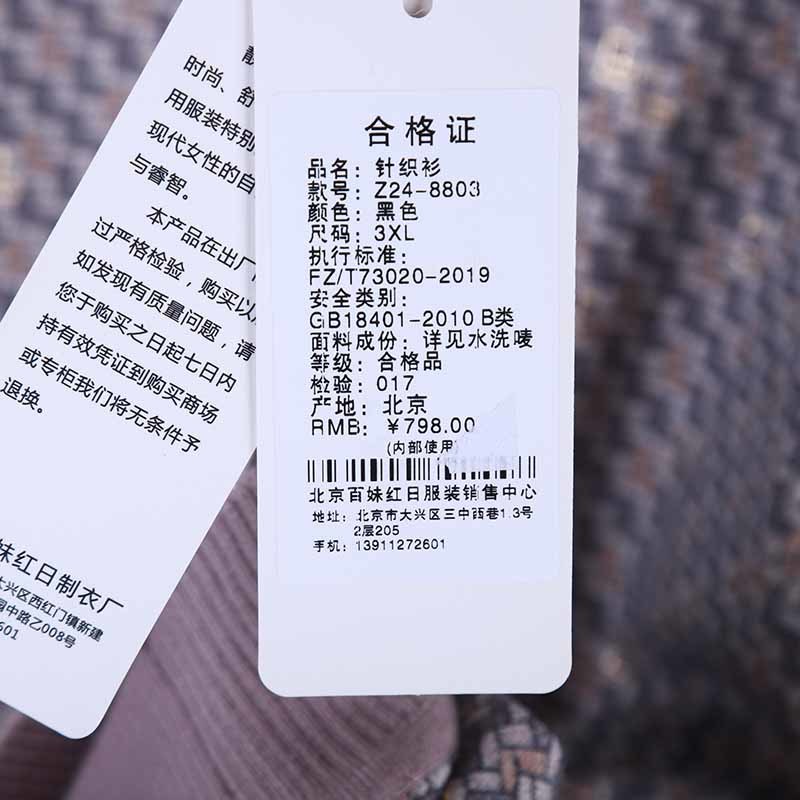 时尚、舒
用服装特别
现代女性的自
与睿智。
本产品在出厂
过严格检验，购买以
如发现有质量问题，请
您于购买之日起七日内
持有效凭证到购买商场
或专柜我们将无条件予
退换。
妹红日制衣厂
大兴区西红门镇新建
中路乙008号
601
合格证
品名：针织衫
款号：Z24-8803
颜色：黑色
尺码：3XL
执行标准：
FZ/T73020-2019
安全类别：
GB18401-2010 B类
面料成份：详见水洗唛
等级：合格品
检验：017
产地：北京
RMB：￥798.00
(内部使用)
北京百妹红日服装销售中心
地址：北京市大兴区三中西巷1.3号
2层205
手机：13911272601